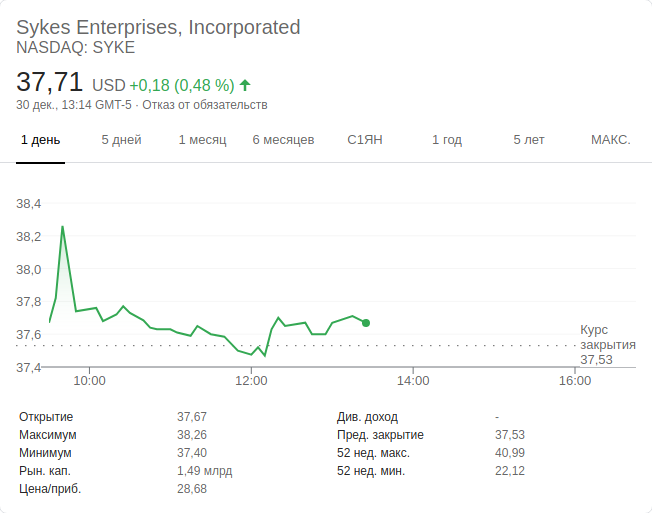 Sykes Enterprises, Incorporated
NASDAQ: SYKE
37,71 USD +0,18 (0,48 %)
30 дек., 13:14 GMT-5 · Отказ от обязательств
1 день 5 дней 1 месяц 6 месяцев С1ЯН 1 год 5 лет МАКС.
38,4
38,2
38,0
37,8
37,6
37,4
Курс
закрытия
37,53
10:00 12:00 14:00 16:00
Открытие 37,67 Див. доход -
Максимум 38,26 Пред. закрытие 37,53
Минимум 37,40 52 нед. макс. 40,99
Рын. кап. 1,49 млрд 52 нед. мин. 22,12
Цена/приб. 28,68